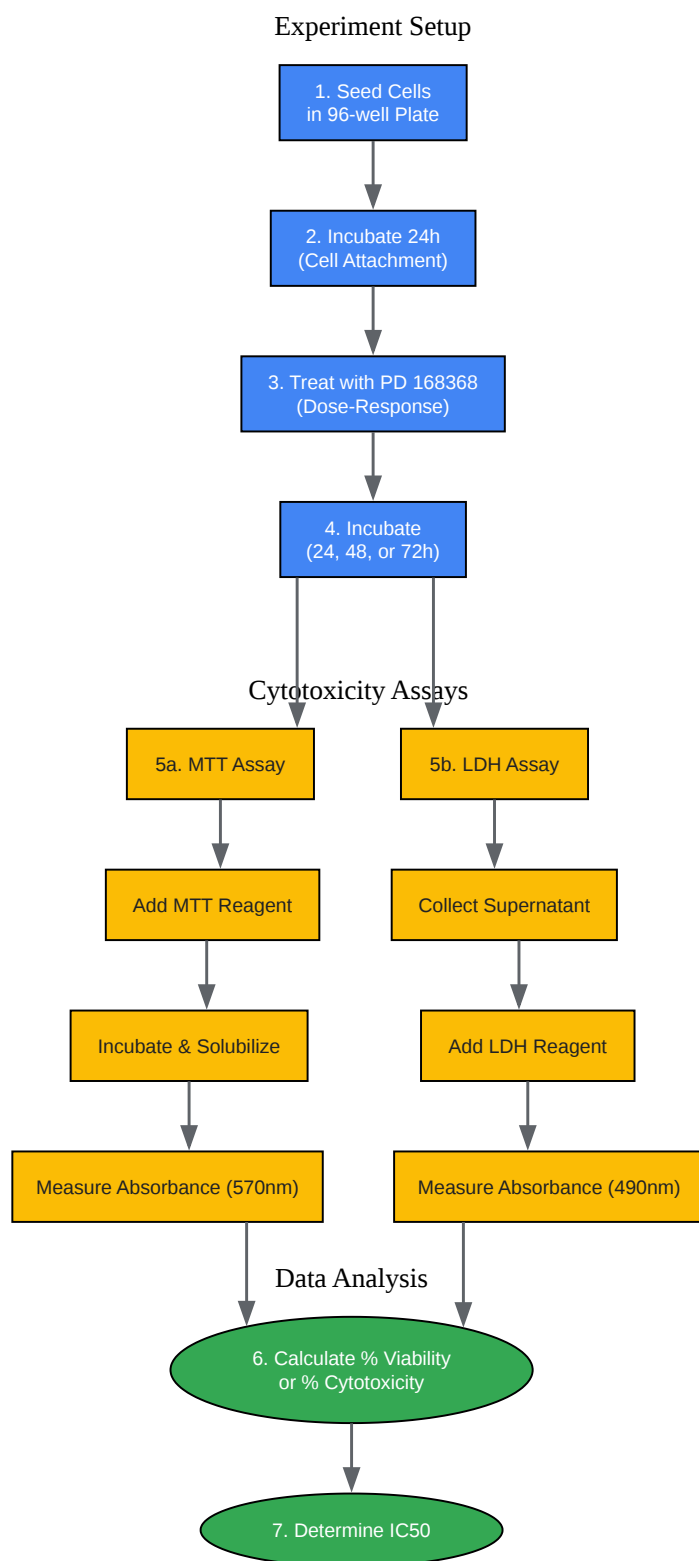 Experiment Setup
1. Seed Cells
in 96-well Plate
2. Incubate 24h
(Cell Attachment)
3. Treat with PD 168368
(Dose-Response)
4. Incubate
(24, 48, or 72h)
Cytotoxicity Assays
5a. MTT Assay
5b. LDH Assay
Add MTT Reagent
Collect Supernatant
Incubate & Solubilize
Add LDH Reagent
Measure Absorbance (570nm)
Measure Absorbance (490nm)
Data Analysis
6. Calculate % Viability
or % Cytotoxicity
7. Determine IC50